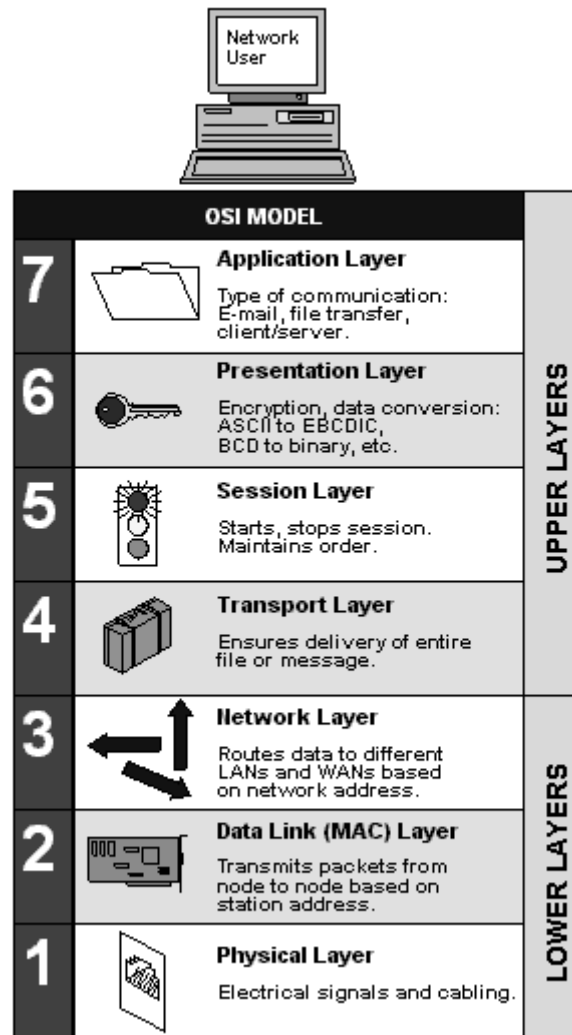 Network
User
OSI MODEL
7
Application Layer
Type of communication:
E-mail, file transfer,
client/server.
6
Presentation Layer
Encryption, data conversion:
ASCII to EBCDIC,
BCD to binary, etc.
5
Session Layer
Starts, stops session.
Maintains order.
4
Transport Layer
Ensures delivery of entire
file or message.
UPPER LAYERS
3
Network Layer
Routes data to different
LANs and WANs based
on network address.
2
Data Link (MAC) Layer
Transmits packets from
node to node based on
station address.
1
Physical Layer
Electrical signals and cabling.
LOWER LAYERS